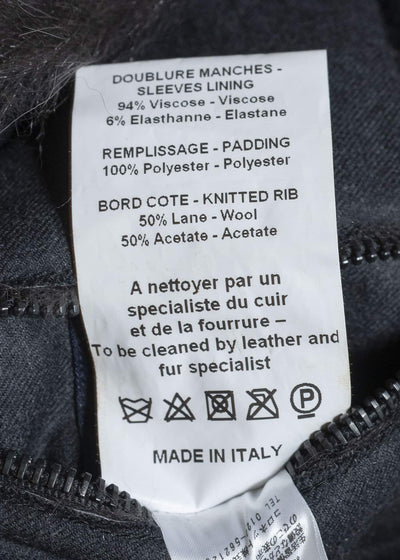 DOUBLURE MANCHES -
SLEEVES LINING
94% Viscose - Viscose
6% Elasthanne - Elastane
REMPLISSAGE - PADDING
100% Polyester - Polyester
BORD COTE - KNITTED RIB
50% Lane - Wool
50% Acetate - Acetate
A nettoyer par un
specialiste du cuir
et de la fourrure –
To be cleaned by leather and
fur specialist
P
MADE IN ITALY
TEL